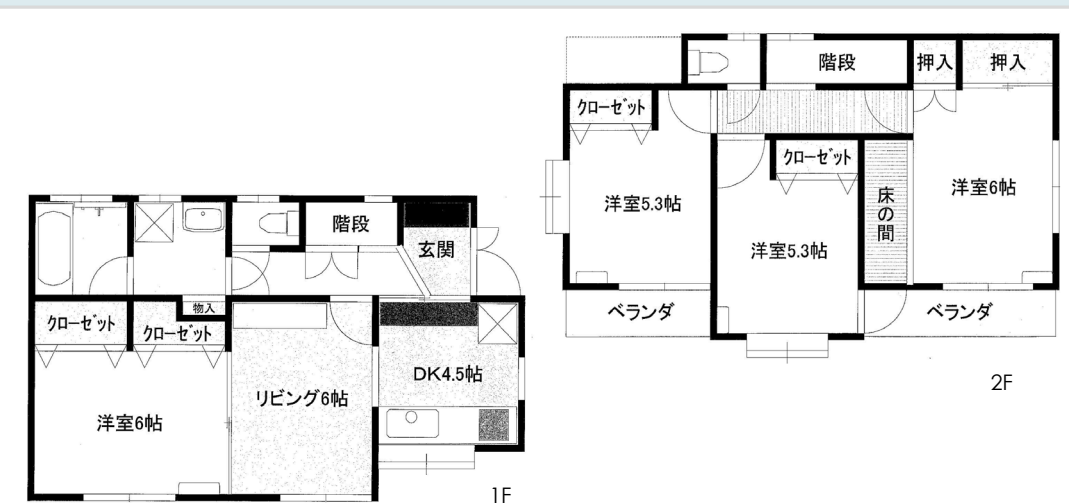 階段
玄関
物入
クローゼット
クローゼット
洋室6帖
リビング6帖
DK4.5帖
1F
階段
押入
押入
クローゼット
洋室5.3帖
クローゼット
洋室5.3帖
床の間
洋室6帖
ベランダ
ベランダ
2F